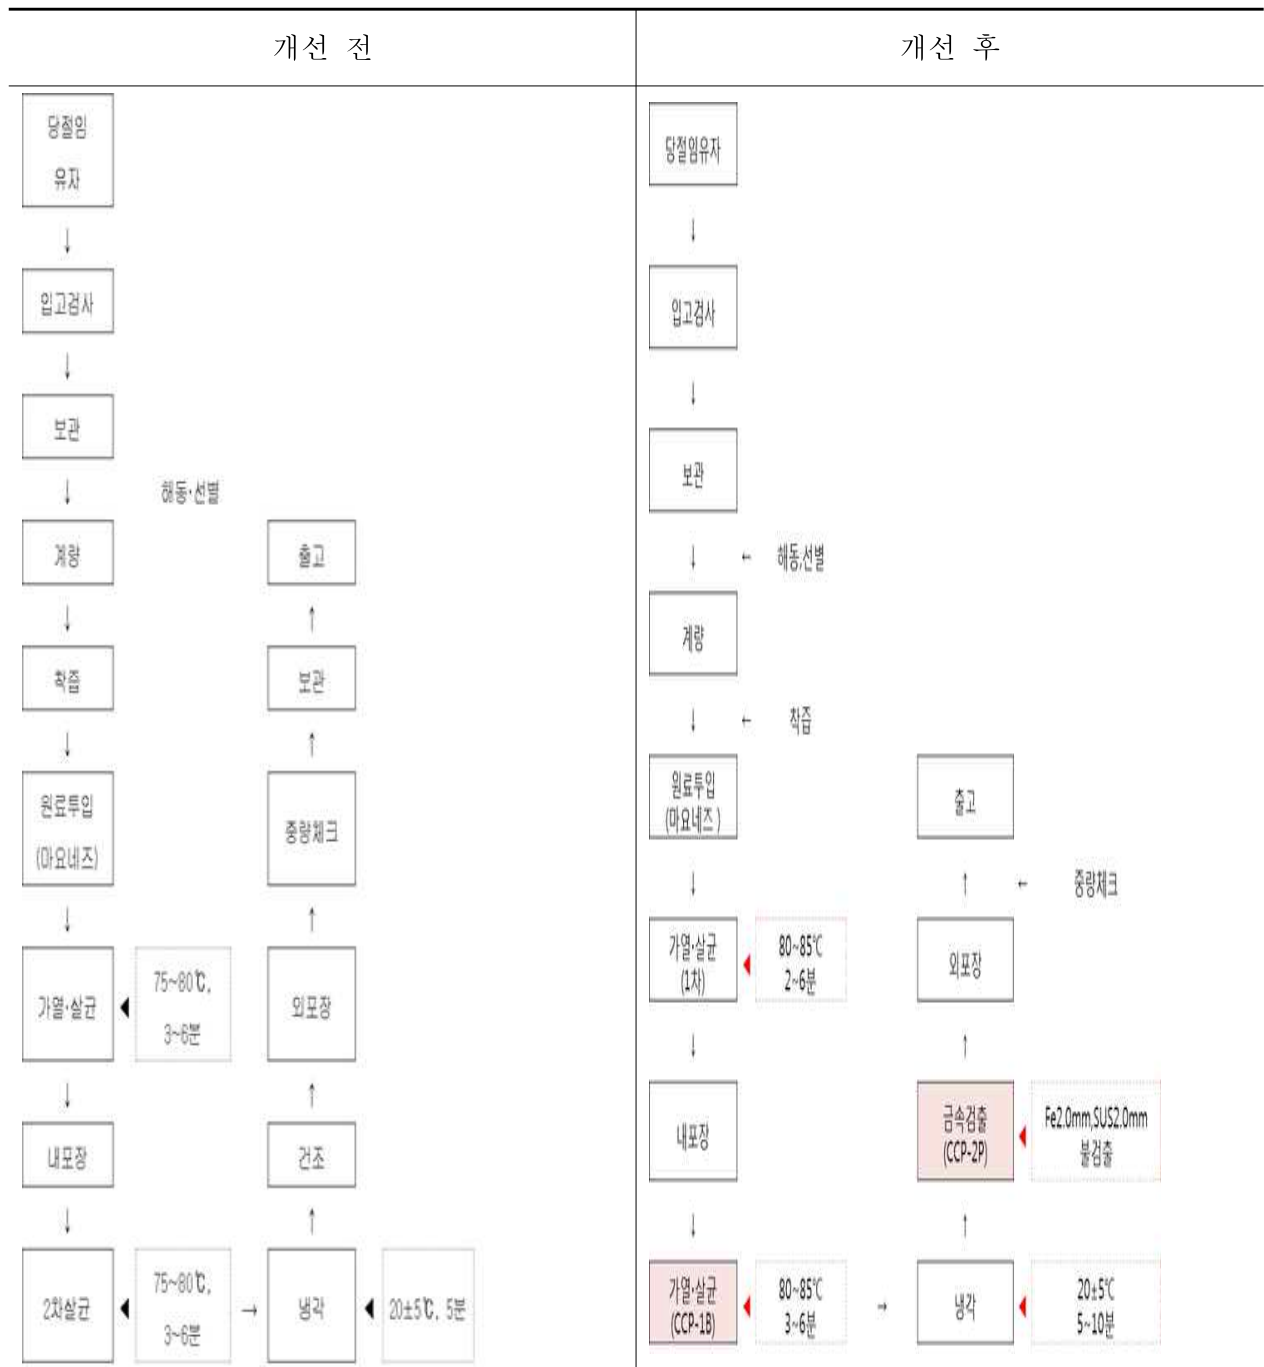 개선 전
개선 후
당절임
유자
↓
입고검사
↓
보관
↓
해동·선별
계량
↓
착즙
↓
원료투입
(마요네즈)
↓
가열·살균
75~80℃,
3~6분
↓
내포장
↓
2차살균
75~80℃,
3~6분
→
냉각
20±5℃, 5분
↑
건조
↑
외포장
↑
중량체크
↑
보관
↑
출고
당절임유자
↓
입고검사
↓
보관
↓ ← 해동,선별
계량
↓ ← 착즙
원료투입
(마요네즈)
↓
가열·살균
(1차)
80~85℃
2~6분
↓
내포장
↓
가열·살균
(CCP-1B)
80~85℃
3~6분
→
냉각
20±5℃
5~10분
↑
금속검출
(CCP-2P)
Fe2.0mm,SUS2.0mm
불검출
↑
외포장
↑ ← 중량체크
출고